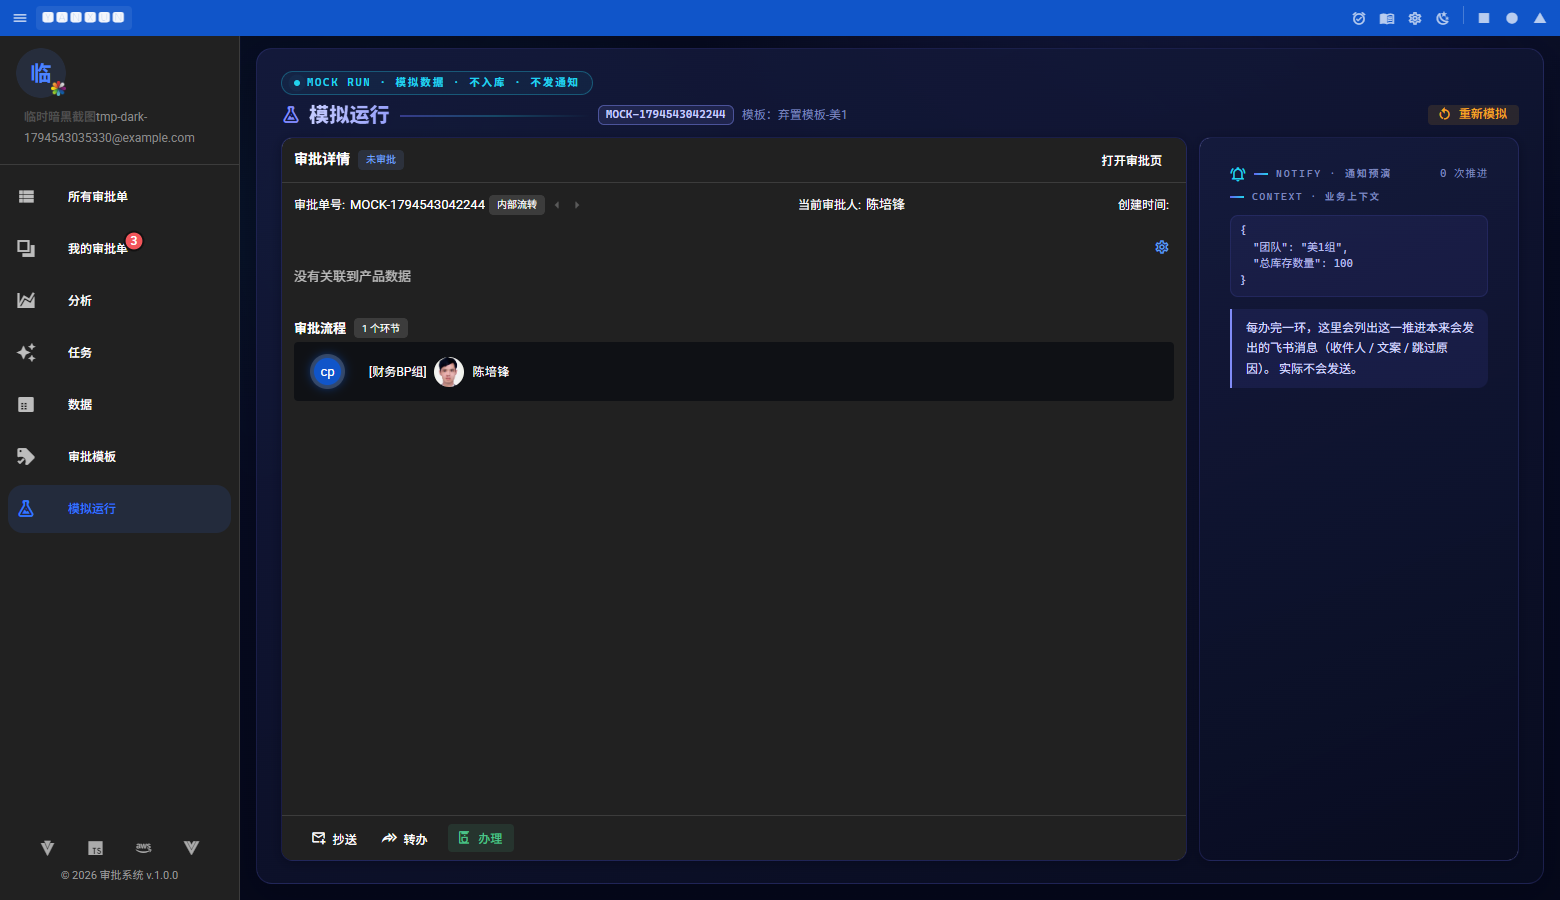 临
临时暗黑截图tmp-dark-
1794543035330@example.com
所有审批单
我的审批单
3
分析
任务
数据
审批模板
模拟运行
TS
aws
© 2026 审批系统 v.1.0.0
MOCK RUN · 模拟数据 · 不入库 · 不发通知
模拟运行
MOCK-1794543042244
模板：弃置模板-美1
重新模拟
审批详情
未审批
打开审批页
审批单号: MOCK-1794543042244
内部流转
当前审批人: 陈培锋
创建时间:
没有关联到产品数据
审批流程
1 个环节
cp
[财务BP组]
陈培锋
抄送
转办
办理
NOTIFY · 通知预演
0 次推进
CONTEXT · 业务上下文
{
"团队": "美1组",
"总库存数量": 100
}
每办完一环，这里会列出这一推进本来会发
出的飞书消息（收件人 / 文案 / 跳过原
因）。实际不会发送。